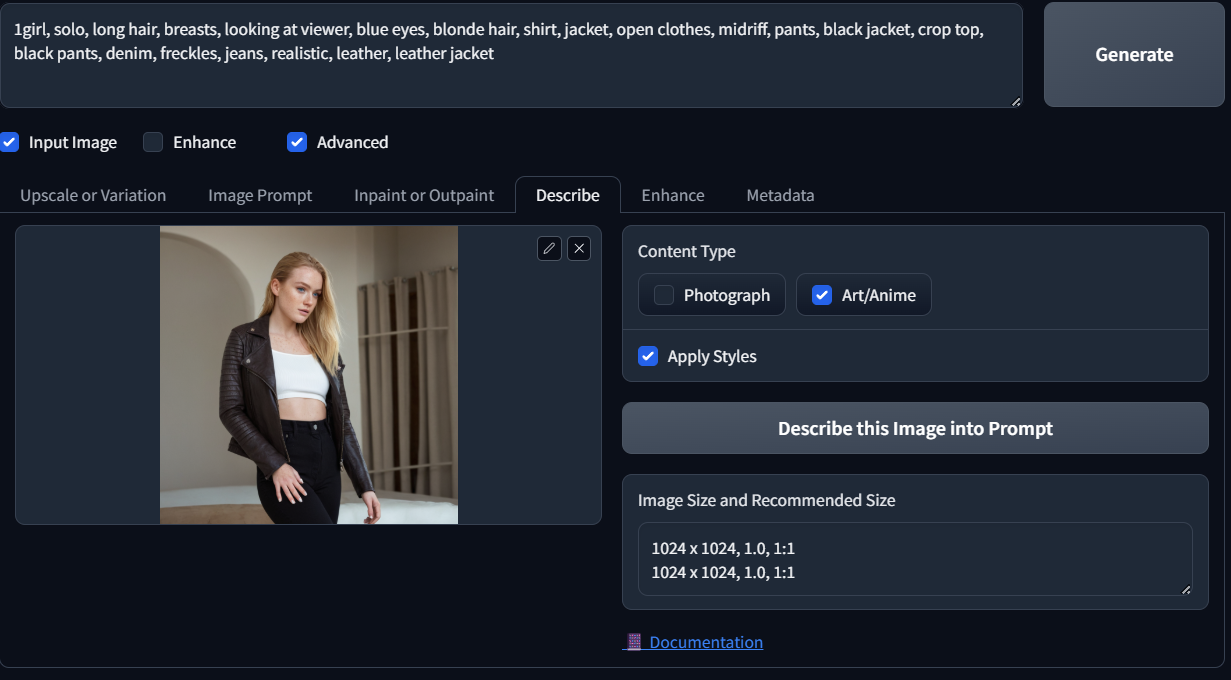 1girl, solo, long hair, breasts, looking at viewer, blue eyes, blonde hair, shirt, jacket, open clothes, midriff, pants, black jacket, crop top,
black pants, denim, freckles, jeans, realistic, leather, leather jacket
Generate
Input Image
Enhance
Advanced
Upscale or Variation
Image Prompt
Inpaint or Outpaint
Describe
Enhance
Metadata
Content Type
Photograph
Art/Anime
Apply Styles
Describe this Image into Prompt
Image Size and Recommended Size
1024 x 1024, 1.0, 1:1
1024 x 1024, 1.0, 1:1
Documentation